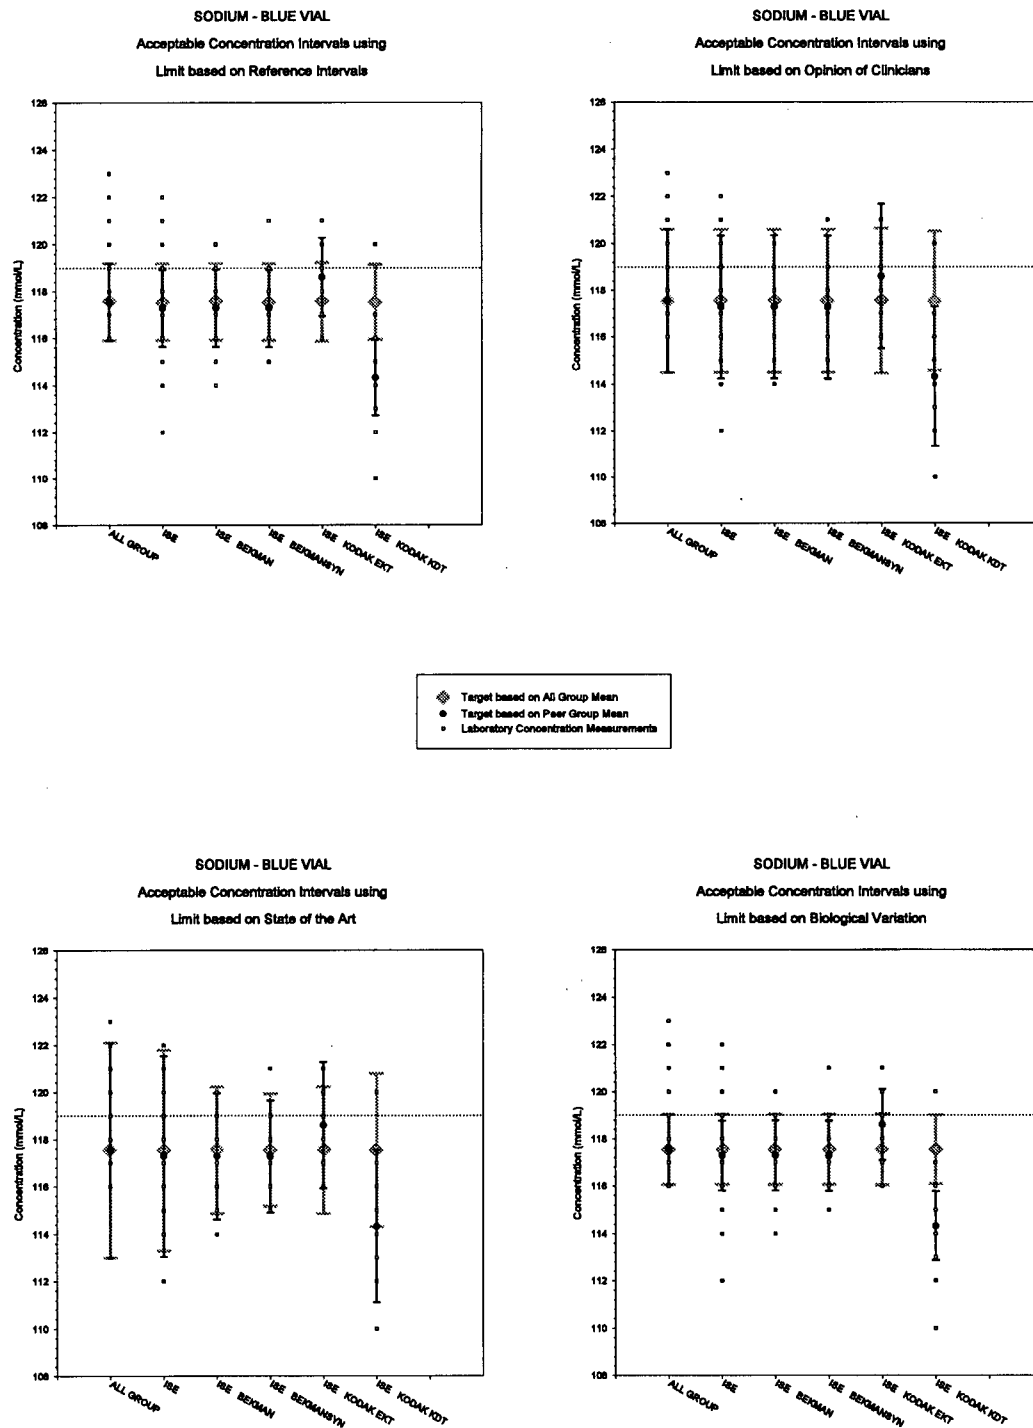 SODIUM - BLUE VIAL
Acceptable Concentration Intervals using
Limit based on Reference Intervals
126
124
122
120
118
116
114
112
110
108
Concentration (mmol/L)
ALL GROUP
ISE
ISE BEKMAN
ISE BEKMANSYN
ISE KODAK EKT
ISE KODAK KDT
SODIUM - BLUE VIAL
Acceptable Concentration Intervals using
Limit based on Opinion of Clinicians
126
124
122
120
118
116
114
112
110
108
Concentration (mmol/L)
ALL GROUP
ISE
ISE BEKMAN
ISE BEKMANSYN
ISE KODAK EKT
ISE KODAK KDT
Target based on All Group Mean
Target based on Peer Group Mean
Laboratory Concentration Measurements
SODIUM - BLUE VIAL
Acceptable Concentration Intervals using
Limit based on State of the Art
126
124
122
120
118
116
114
112
110
108
Concentration (mmol/L)
ALL GROUP
ISE
ISE BEKMAN
ISE BEKMANSYN
ISE KODAK EKT
ISE KODAK KDT
SODIUM - BLUE VIAL
Acceptable Concentration Intervals using
Limit based on Biological Variation
126
124
122
120
118
116
114
112
110
108
Concentration (mmol/L)
ALL GROUP
ISE
ISE BEKMAN
ISE BEKMANSYN
ISE KODAK EKT
ISE KODAK KDT